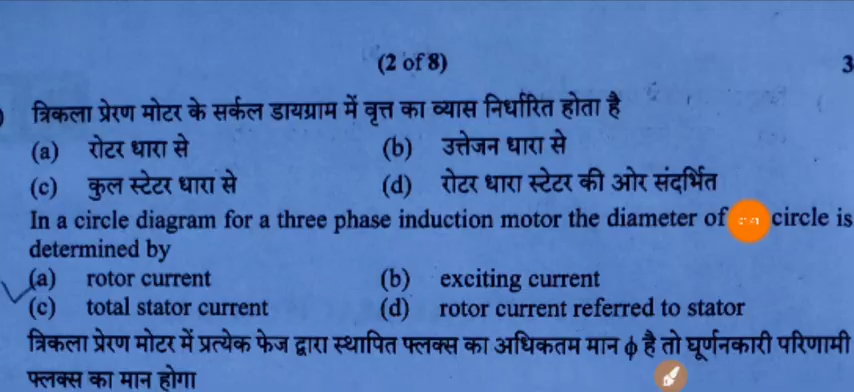 (2 of 8)
3
त्रिकला प्रेरण मोटर के सर्कल डायग्राम में वृत्त का व्यास निर्धारित होता है
(a) रोटर धारा से (b) उत्तेजन धारा से
(c) कुल स्टेटर धारा से (d) रोटर धारा स्टेटर की ओर संदर्भित
In a circle diagram for a three phase induction motor the diameter of circle is
determined by
(a) rotor current (b) exciting current
(c) total stator current (d) rotor current referred to stator
त्रिकला प्रेरण मोटर में प्रत्येक फेज द्वारा स्थापित फ्लक्स का अधिकतम मान ϕ है तो घूर्णनकारी परिणामी
फ्लक्स का मान होगा